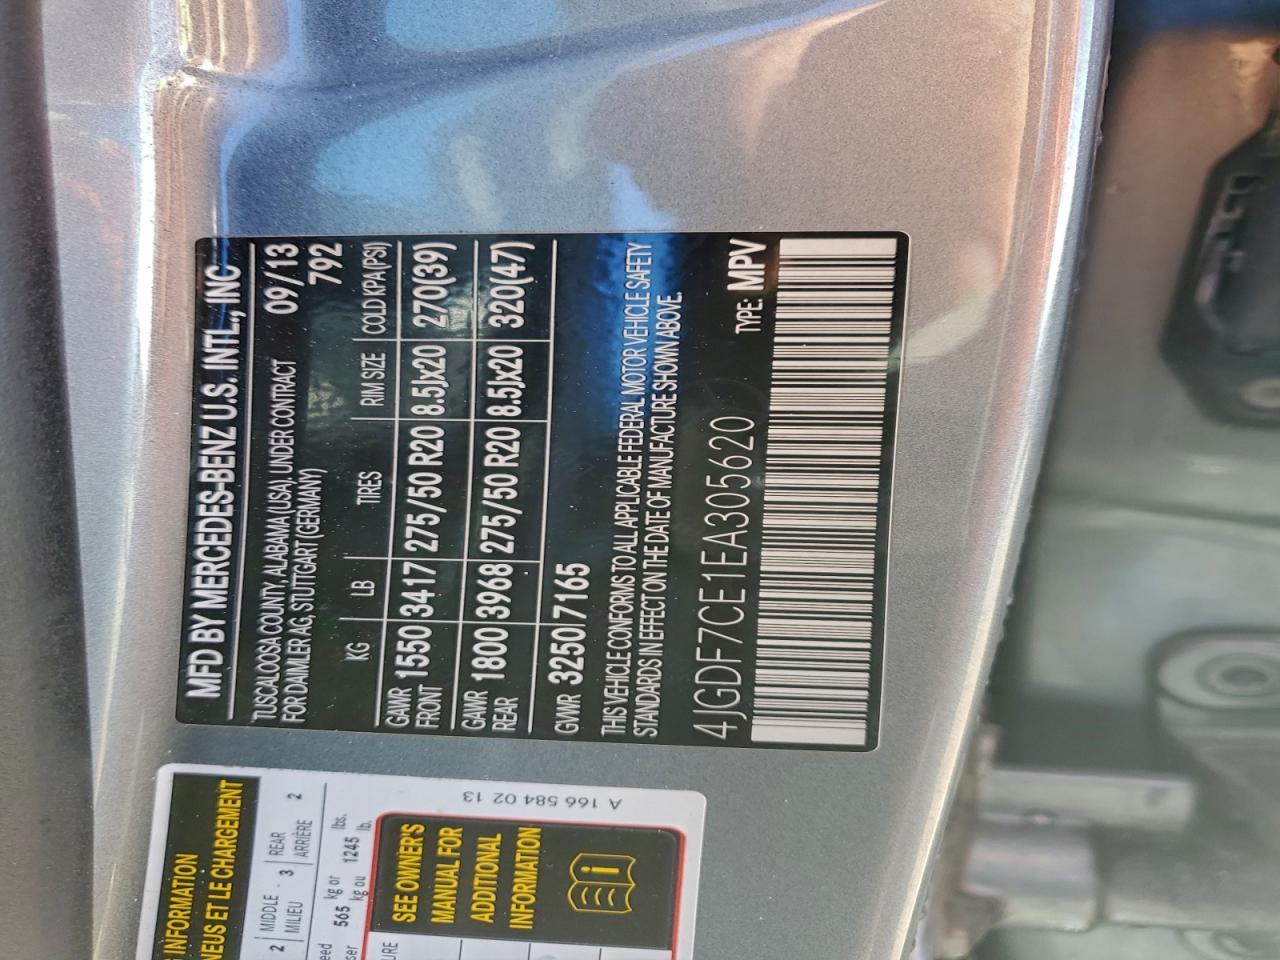 MFD BY MERCEDES-BENZ U.S. INTL., INC
TUSCALOOSA COUNTY, ALABAMA (USA), UNDER CONTRACT 09/13
FOR DAIMLER AG, STUTTGART (GERMANY) 792
KG LB TIRES RIM SIZE COLD KPA (PSI)
GAWR FRONT 1550 3417 275/50 R20 8.5Jx20 270(39)
GAWR REAR 1800 3968 275/50 R20 8.5Jx20 320(47)
GVWR 3250 7165
THIS VEHICLE CONFORMS TO ALL APPLICABLE FEDERAL MOTOR VEHICLE SAFETY
STANDARDS IN EFFECT ON THE DATE OF MANUFACTURE SHOWN ABOVE.
4JGDF7CE1EA305620 TYPE: MPV
INFORMATION
NEUS ET LE CHARGEMENT
2 MIDDLE MILIEU 3 REAR ARRIÈRE 2
565 kg or lbs.
kg ou 1245 lb.
SEE OWNER'S
MANUAL FOR
ADDITIONAL
INFORMATION
i
A 166 584 02 13